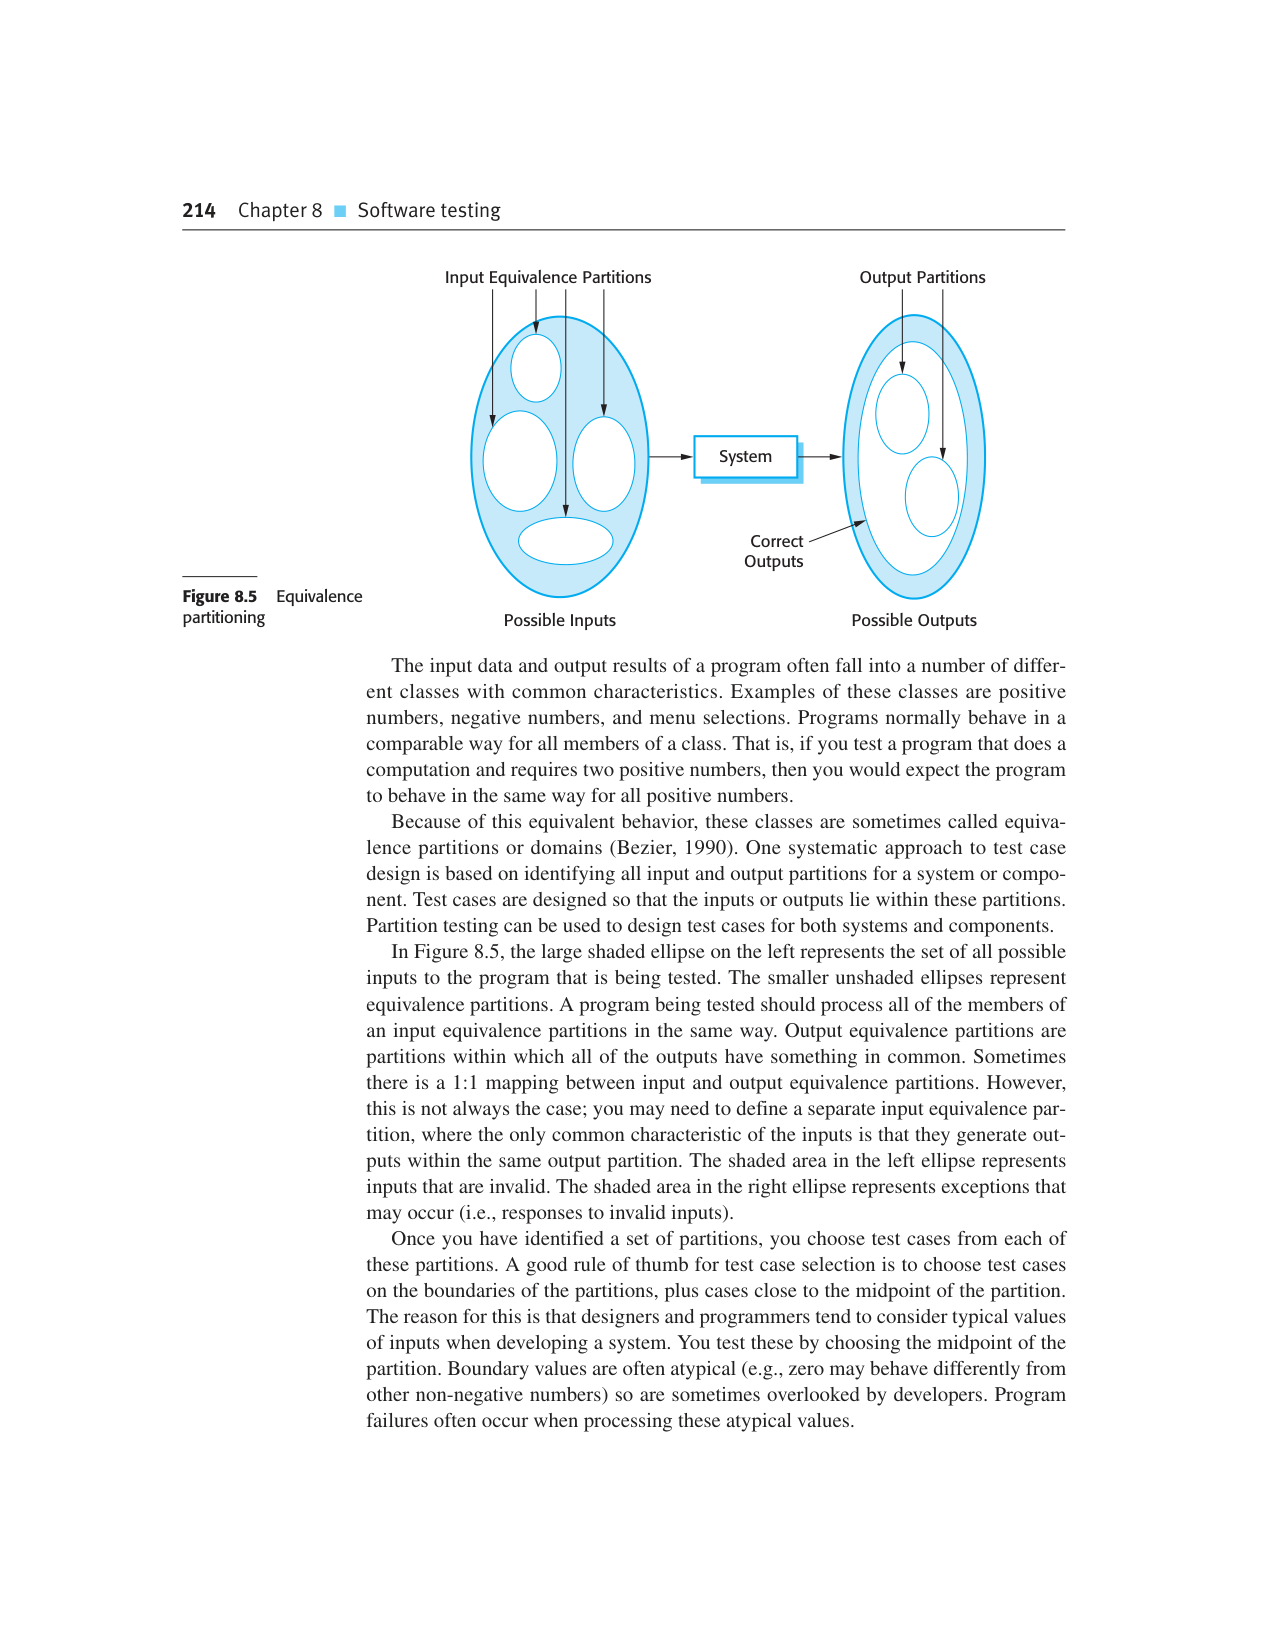 214 Chapter 8 ■ Software testing
Input Equivalence Partitions
Output Partitions
System
Correct
Outputs
Possible Inputs
Possible Outputs
Figure 8.5 Equivalence
partitioning
The input data and output results of a program often fall into a number of differ-
ent classes with common characteristics. Examples of these classes are positive
numbers, negative numbers, and menu selections. Programs normally behave in a
comparable way for all members of a class. That is, if you test a program that does a
computation and requires two positive numbers, then you would expect the program
to behave in the same way for all positive numbers.
Because of this equivalent behavior, these classes are sometimes called equiva-
lence partitions or domains (Bezier, 1990). One systematic approach to test case
design is based on identifying all input and output partitions for a system or compo-
nent. Test cases are designed so that the inputs or outputs lie within these partitions.
Partition testing can be used to design test cases for both systems and components.
In Figure 8.5, the large shaded ellipse on the left represents the set of all possible
inputs to the program that is being tested. The smaller unshaded ellipses represent
equivalence partitions. A program being tested should process all of the members of
an input equivalence partitions in the same way. Output equivalence partitions are
partitions within which all of the outputs have something in common. Sometimes
there is a 1:1 mapping between input and output equivalence partitions. However,
this is not always the case; you may need to define a separate input equivalence par-
tition, where the only common characteristic of the inputs is that they generate out-
puts within the same output partition. The shaded area in the left ellipse represents
inputs that are invalid. The shaded area in the right ellipse represents exceptions that
may occur (i.e., responses to invalid inputs).
Once you have identified a set of partitions, you choose test cases from each of
these partitions. A good rule of thumb for test case selection is to choose test cases
on the boundaries of the partitions, plus cases close to the midpoint of the partition.
The reason for this is that designers and programmers tend to consider typical values
of inputs when developing a system. You test these by choosing the midpoint of the
partition. Boundary values are often atypical (e.g., zero may behave differently from
other non-negative numbers) so are sometimes overlooked by developers. Program
failures often occur when processing these atypical values.